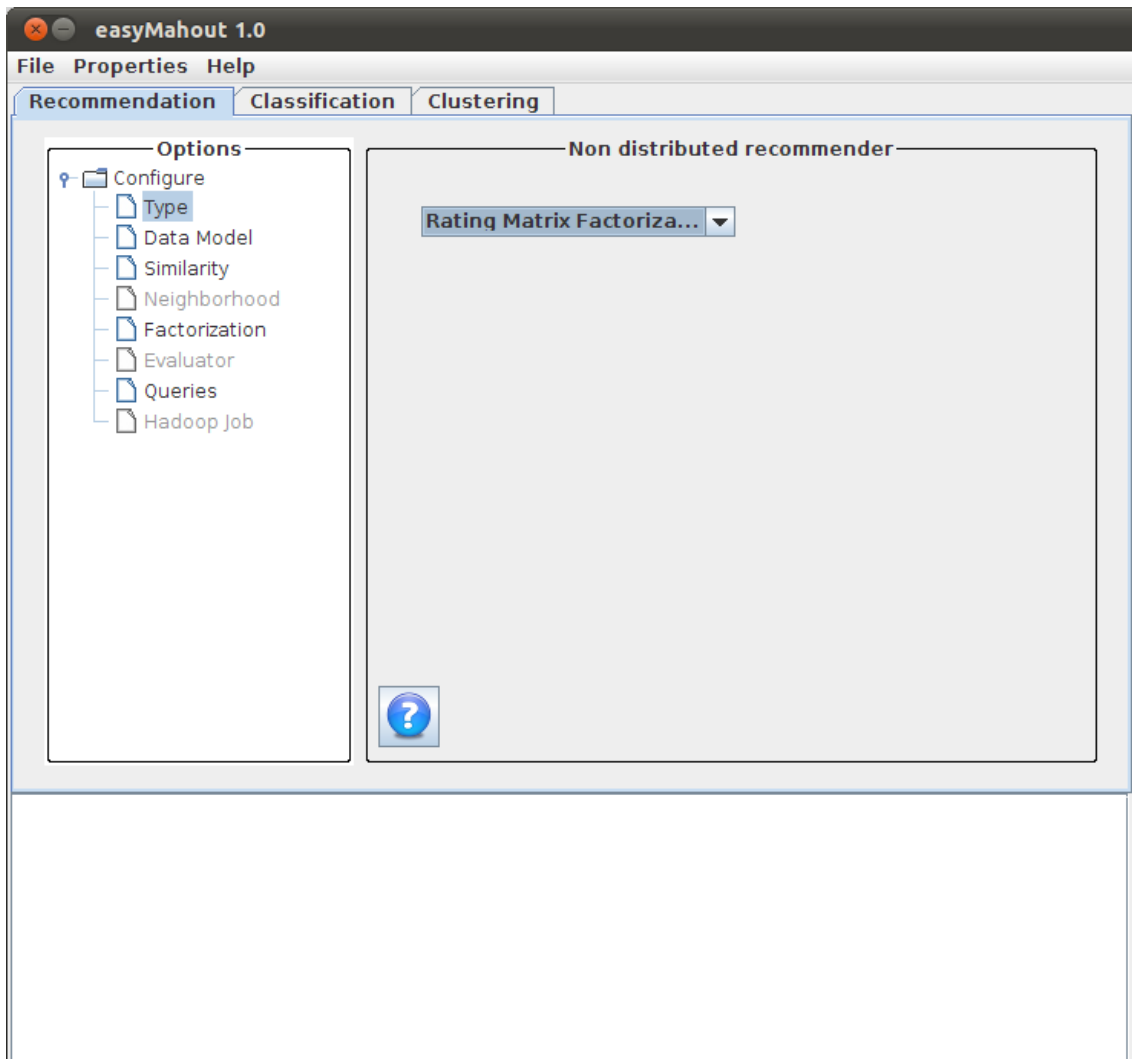 easyMahout 1.0
File Properties Help
Recommendation Classification Clustering
Options
Configure
Type
Data Model
Similarity
Neighborhood
Factorization
Evaluator
Queries
Hadoop Job
Non distributed recommender
Rating Matrix Factoriza...
?